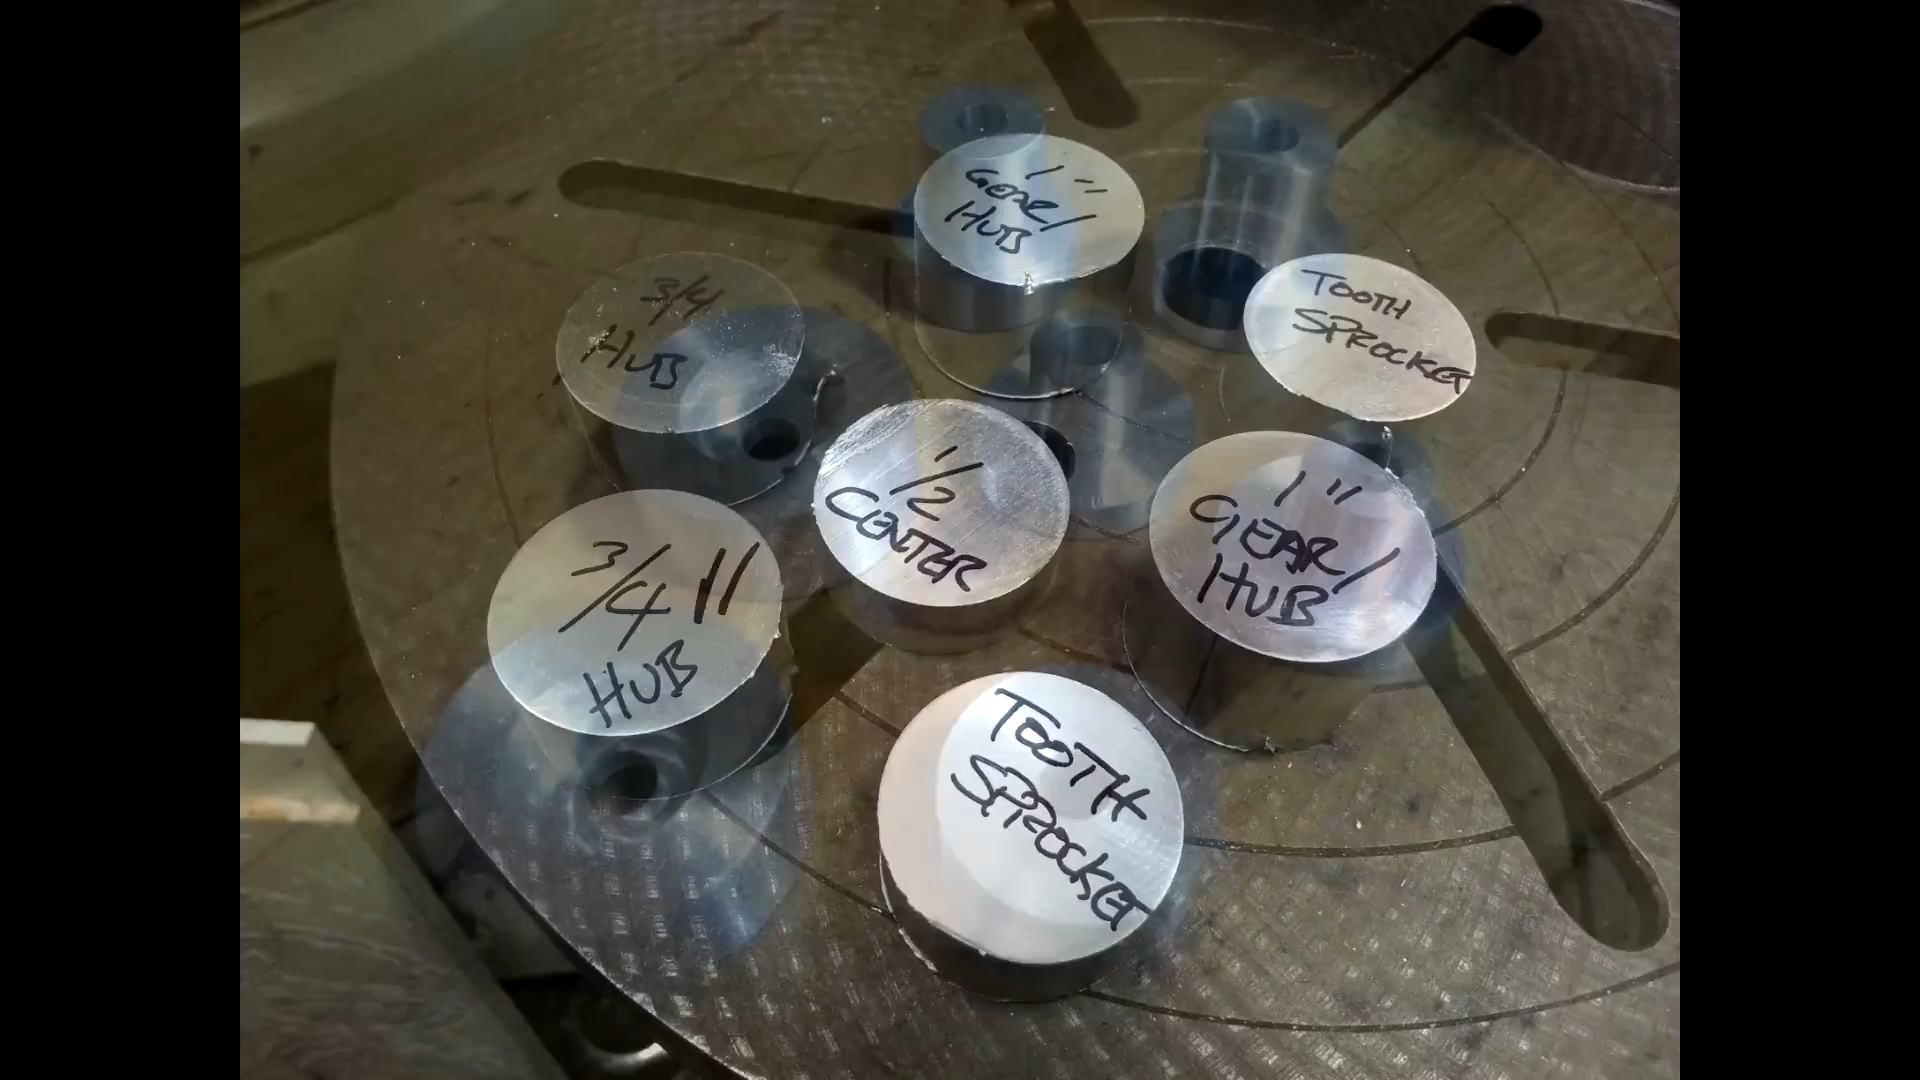 1"
GEAR/
HUB
3/4
HUB
TOOTH
SPROCKET
1/2
CENTER
1"
GEAR/
HUB
3/4"
HUB
TOOTH
SPROCKET